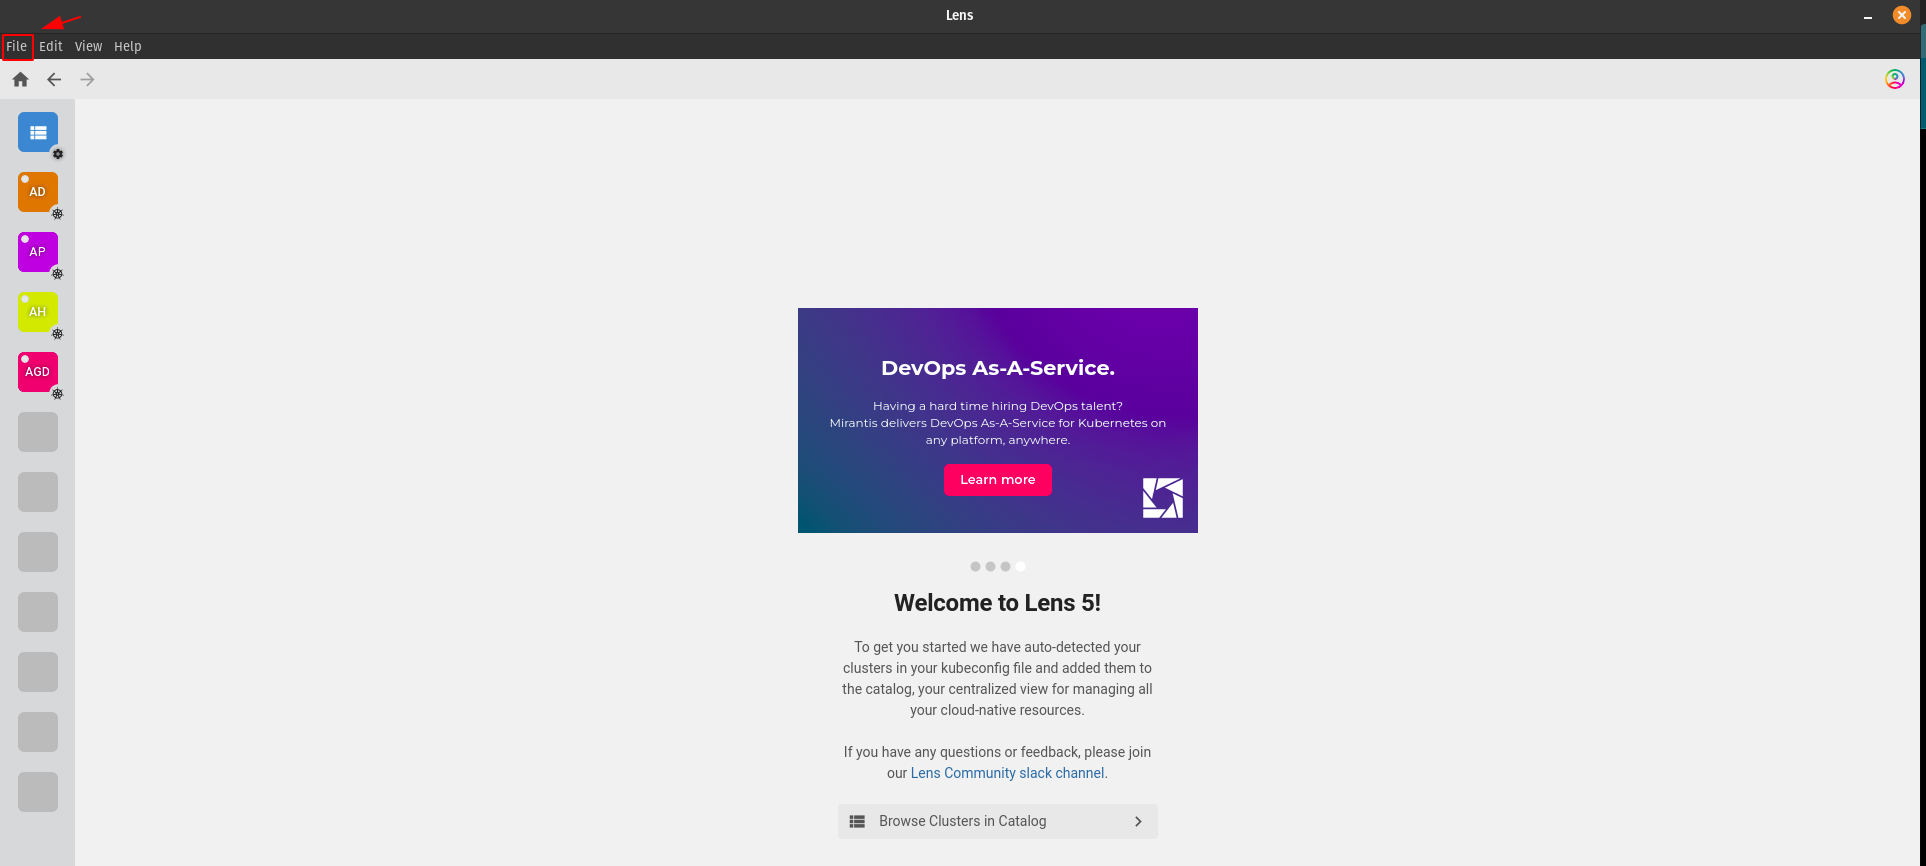 Lens
File Edit View Help
AD
AP
AH
AGD
DevOps As-A-Service.
Having a hard time hiring DevOps talent?
Mirantis delivers DevOps As-A-Service for Kubernetes on
any platform, anywhere.
Learn more
Welcome to Lens 5!
To get you started we have auto-detected your
clusters in your kubeconfig file and added them to
the catalog, your centralized view for managing all
your cloud-native resources.
If you have any questions or feedback, please join
our Lens Community slack channel.
Browse Clusters in Catalog